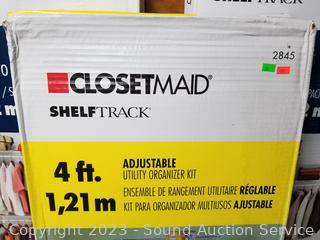 2845
CLOSETMAID®
SHELFTRACK®
4 ft.
1,21 m
ADJUSTABLE
UTILITY ORGANIZER KIT
ENSEMBLE DE RANGEMENT UTILITAIRE RÉGLABLE
KIT PARA ORGANIZADOR MULTIUSOS AJUSTABLE
Copyright 2023 - Sound Auction Service